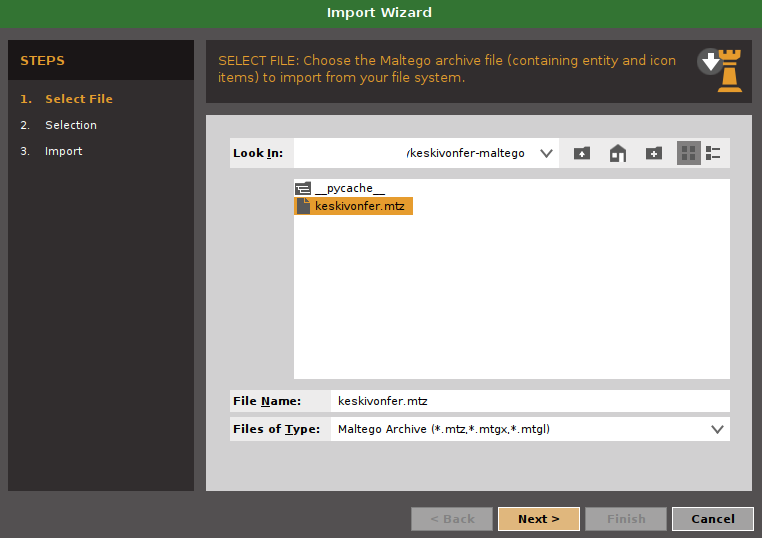 Import Wizard
STEPS
1. Select File
2. Selection
3. Import
SELECT FILE: Choose the Maltego archive file (containing entity and icon
items) to import from your file system.
Look In:
/keskivonfer-maltego
__pycache__
keskivonfer.mtz
File Name:
keskivonfer.mtz
Files of Type:
Maltego Archive (*.mtz,*.mtgx,*.mtgl)
< Back
Next >
Finish
Cancel